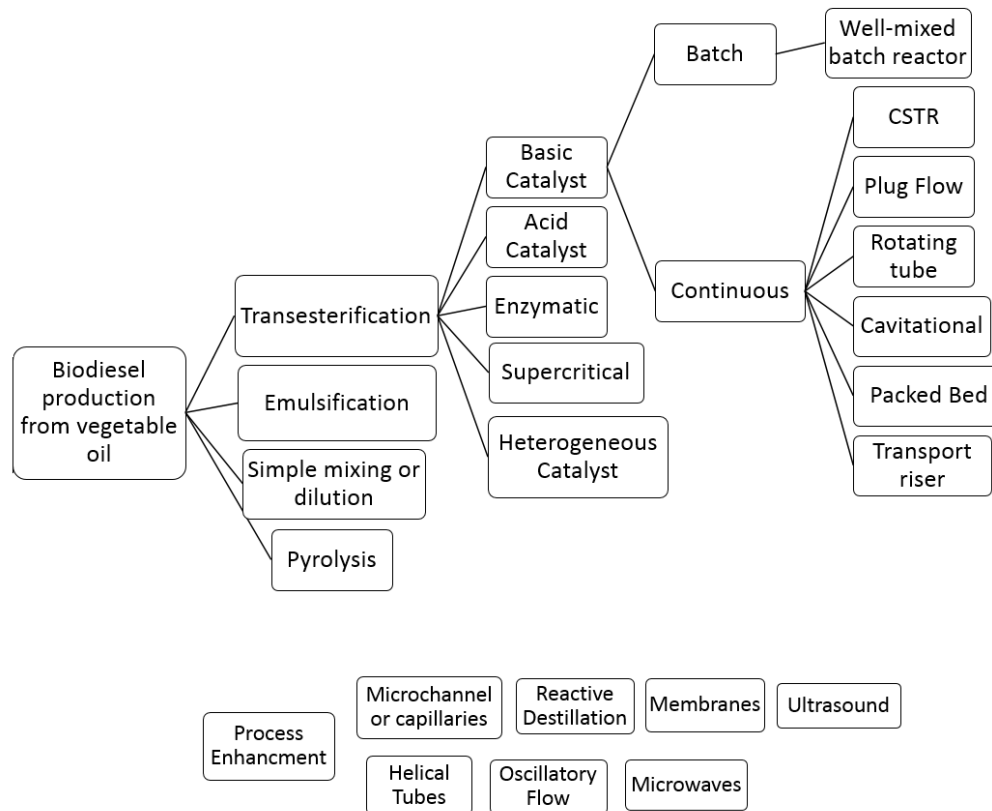 Biodiesel
production
from vegetable
oil
Transesterification
Emulsification
Simple mixing or
dilution
Pyrolysis
Basic
Catalyst
Acid
Catalyst
Enzymatic
Supercritical
Heterogeneous
Catalyst
Batch
Continuous
Well-mixed
batch reactor
CSTR
Plug Flow
Rotating
tube
Cavitational
Packed Bed
Transport
riser
Process
Enhancment
Microchannel
or capillaries
Reactive
Destillation
Membranes
Ultrasound
Helical
Tubes
Oscillatory
Flow
Microwaves